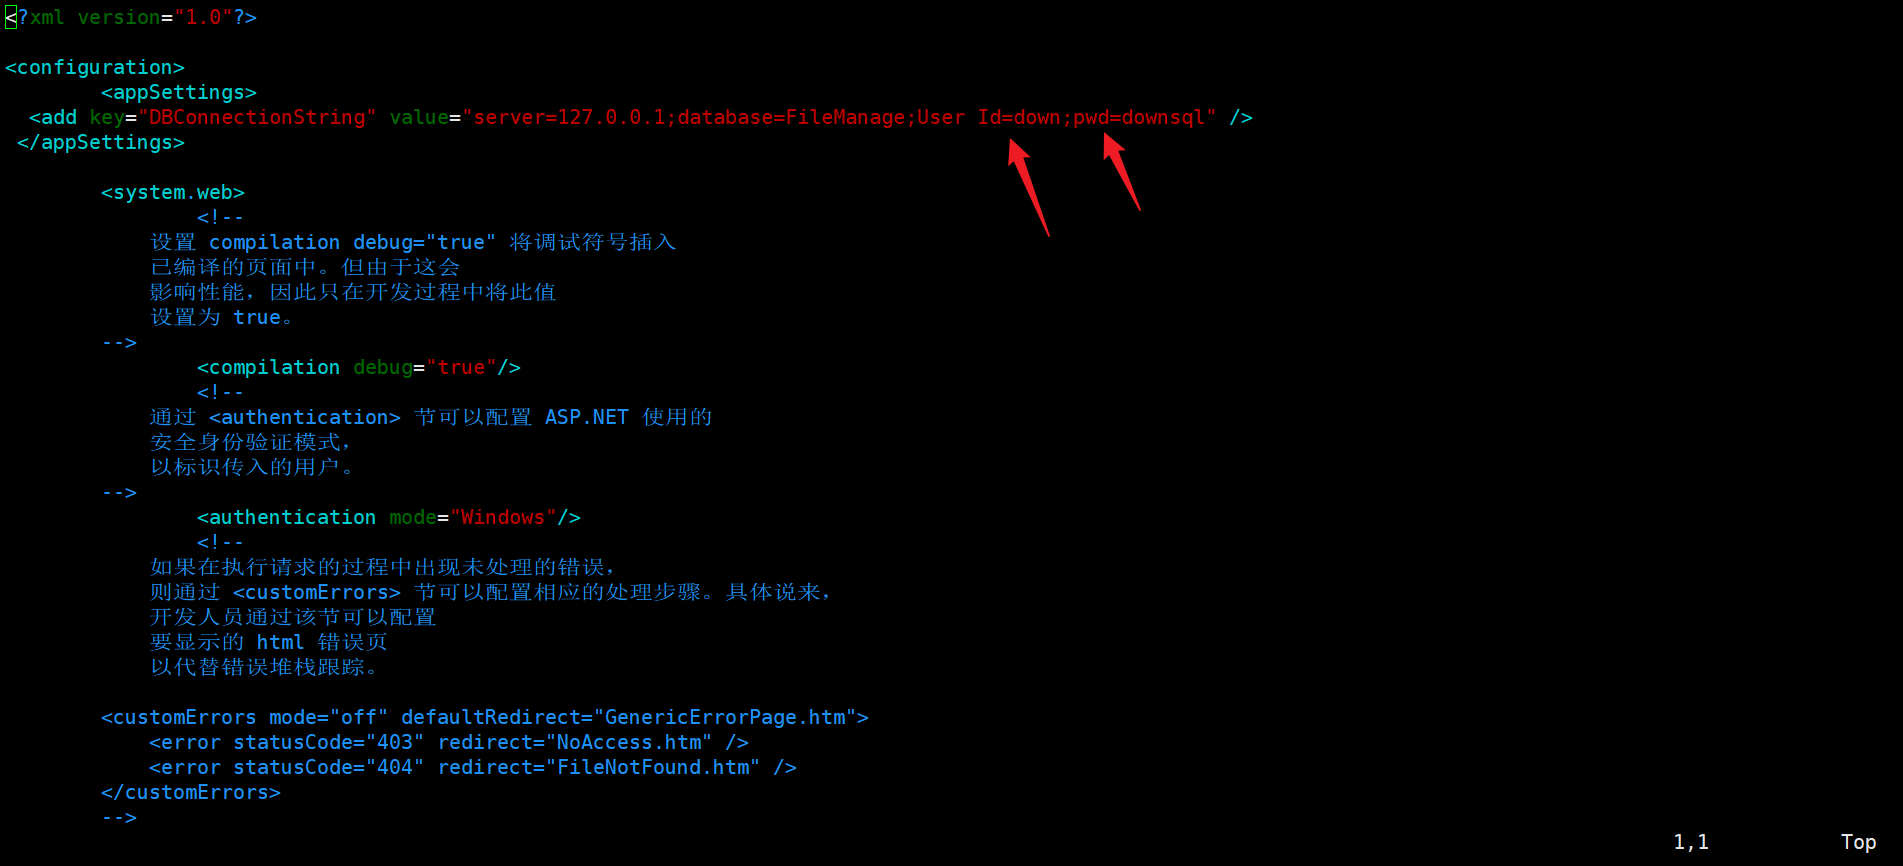 <?xml version="1.0"?>
<configuration>
<appSettings>
<add key="DBConnectionString" value="server=127.0.0.1;database=FileManage;User Id=down;pwd=downsql" />
</appSettings>
<system.web>
<!--
设置 compilation debug="true" 将调试符号插入
已编译的页面中。但由于这会
影响性能，因此只在开发过程中将此值
设置为 true。
-->
<compilation debug="true"/>
<!--
通过 <authentication> 节可以配置 ASP.NET 使用的
安全身份验证模式，
以标识传入的用户。
-->
<authentication mode="Windows"/>
<!--
如果在执行请求的过程中出现未处理的错误，
则通过 <customErrors> 节可以配置相应的处理步骤。具体说来，
开发人员通过该节可以配置
要显示的 html 错误页
以代替错误堆栈跟踪。
<customErrors mode="off" defaultRedirect="GenericErrorPage.htm">
<error statusCode="403" redirect="NoAccess.htm" />
<error statusCode="404" redirect="FileNotFound.htm" />
</customErrors>
-->
1,1 Top